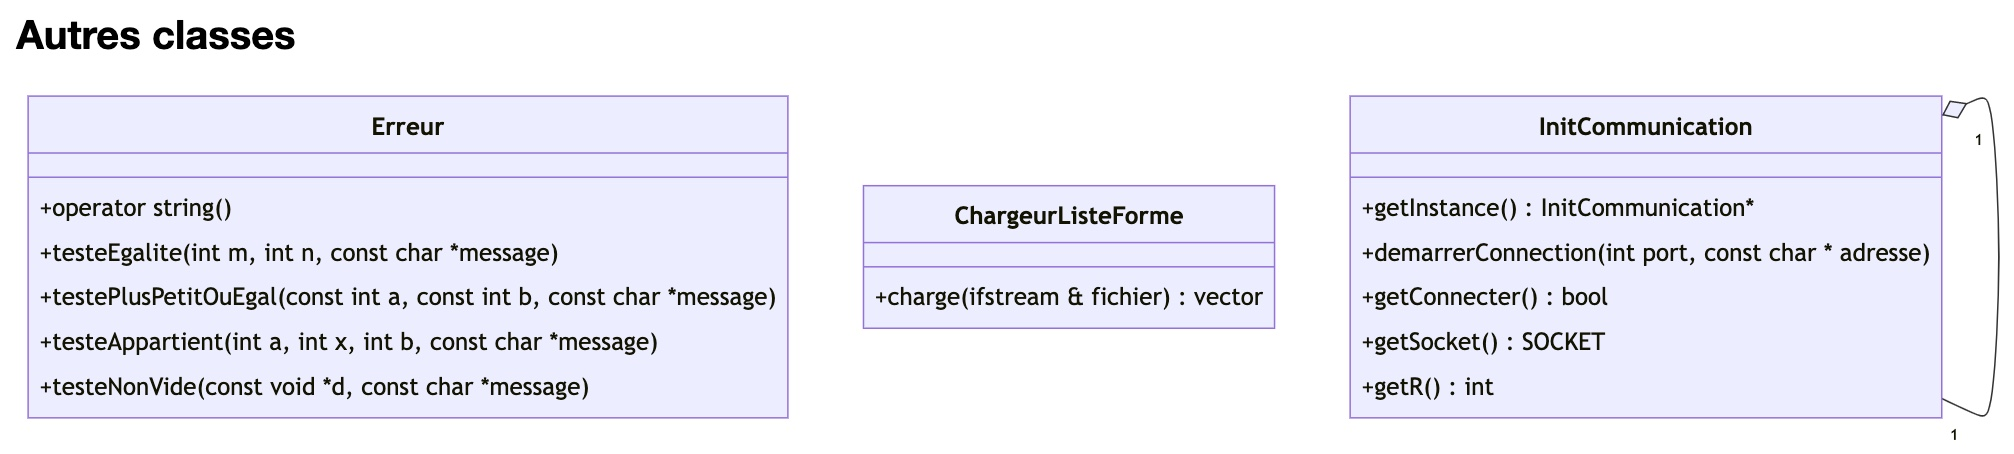 Autres classes
Erreur
+operator string()
+testeEgalite(int m, int n, const char *message)
+testePlusPetitOuEgal(const int a, const int b, const char *message)
+testeAppartient(int a, int x, int b, const char *message)
+testeNonVide(const void *d, const char *message)
ChargeurListeForme
+charge(ifstream & fichier) : vector
InitCommunication
+getInstance() : InitCommunication*
+demarrerConnection(int port, const char * adresse)
+getConnecter() : bool
+getSocket() : SOCKET
+getR() : int
1
1